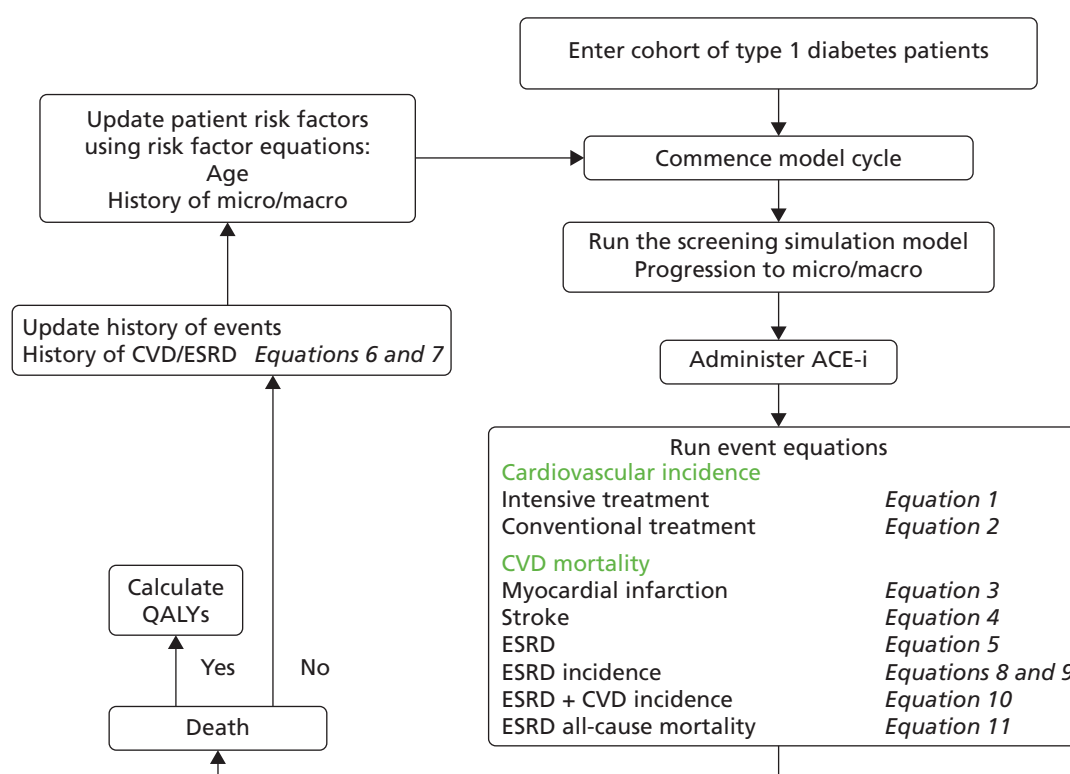 Enter cohort of type 1 diabetes patients
Update patient risk factors
using risk factor equations:
Age
History of micro/macro
Commence model cycle
Run the screening simulation model
Progression to micro/macro
Update history of events
History of CVD/ESRD Equations 6 and 7
Administer ACE-i
Run event equations
Cardiovascular incidence
Intensive treatment Equation 1
Conventional treatment Equation 2
CVD mortality
Myocardial infarction Equation 3
Stroke Equation 4
ESRD Equation 5
ESRD incidence Equations 8 and 9
ESRD + CVD incidence Equation 10
ESRD all-cause mortality Equation 11
Calculate
QALYs
Yes No
Death